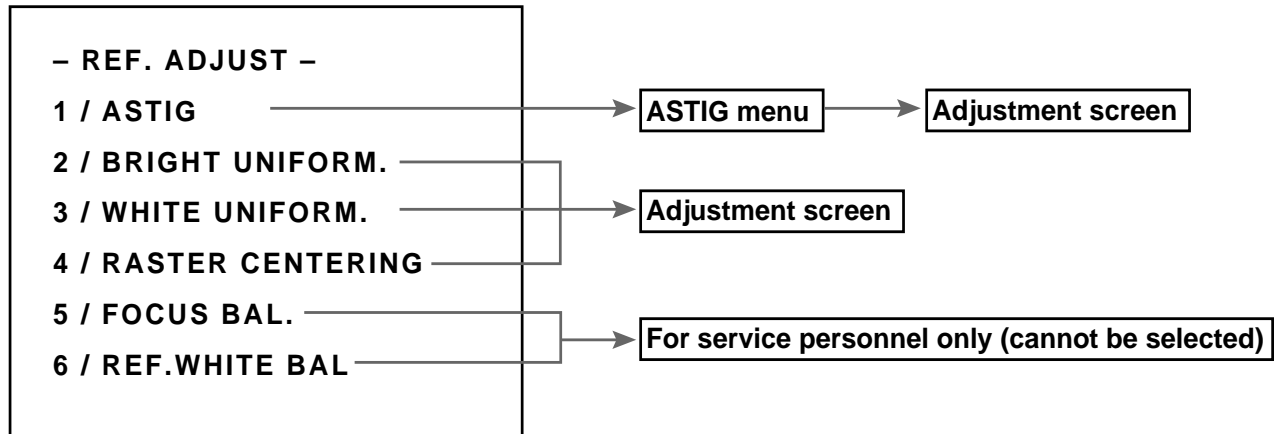 – REF. ADJUST –
1 / ASTIG
ASTIG menu
Adjustment screen
2 / BRIGHT UNIFORM.
3 / WHITE UNIFORM.
Adjustment screen
4 / RASTER CENTERING
5 / FOCUS BAL.
For service personnel only (cannot be selected)
6 / REF.WHITE BAL